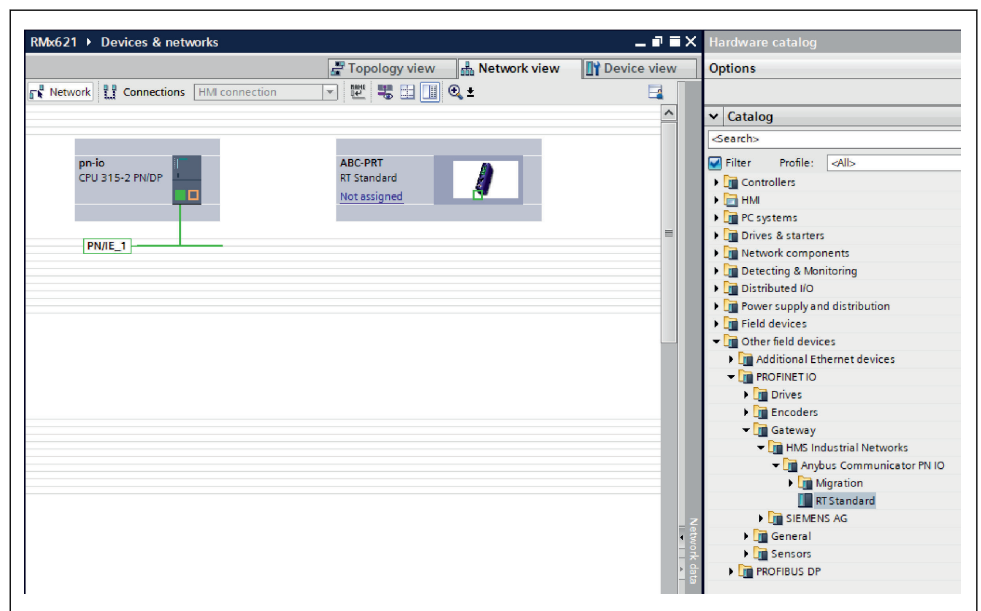 RMx621 Devices & networks
Topology view Network view Device view
Network Connections HMI connection
pn-io
CPU 315-2 PN/DP
ABC-PRT
RT Standard
Not assigned
PN/IE_1
Network data
Hardware catalog
Options
Catalog
<Search>
Filter Profile: <All>
Controllers
HMI
PC systems
Drives & starters
Network components
Detecting & Monitoring
Distributed I/O
Power supply and distribution
Field devices
Other field devices
Additional Ethernet devices
PROFINET IO
Drives
Encoders
Gateway
HMS Industrial Networks
Anybus Communicator PN IO
Migration
RT Standard
SIEMENS AG
General
Sensors
PROFIBUS DP